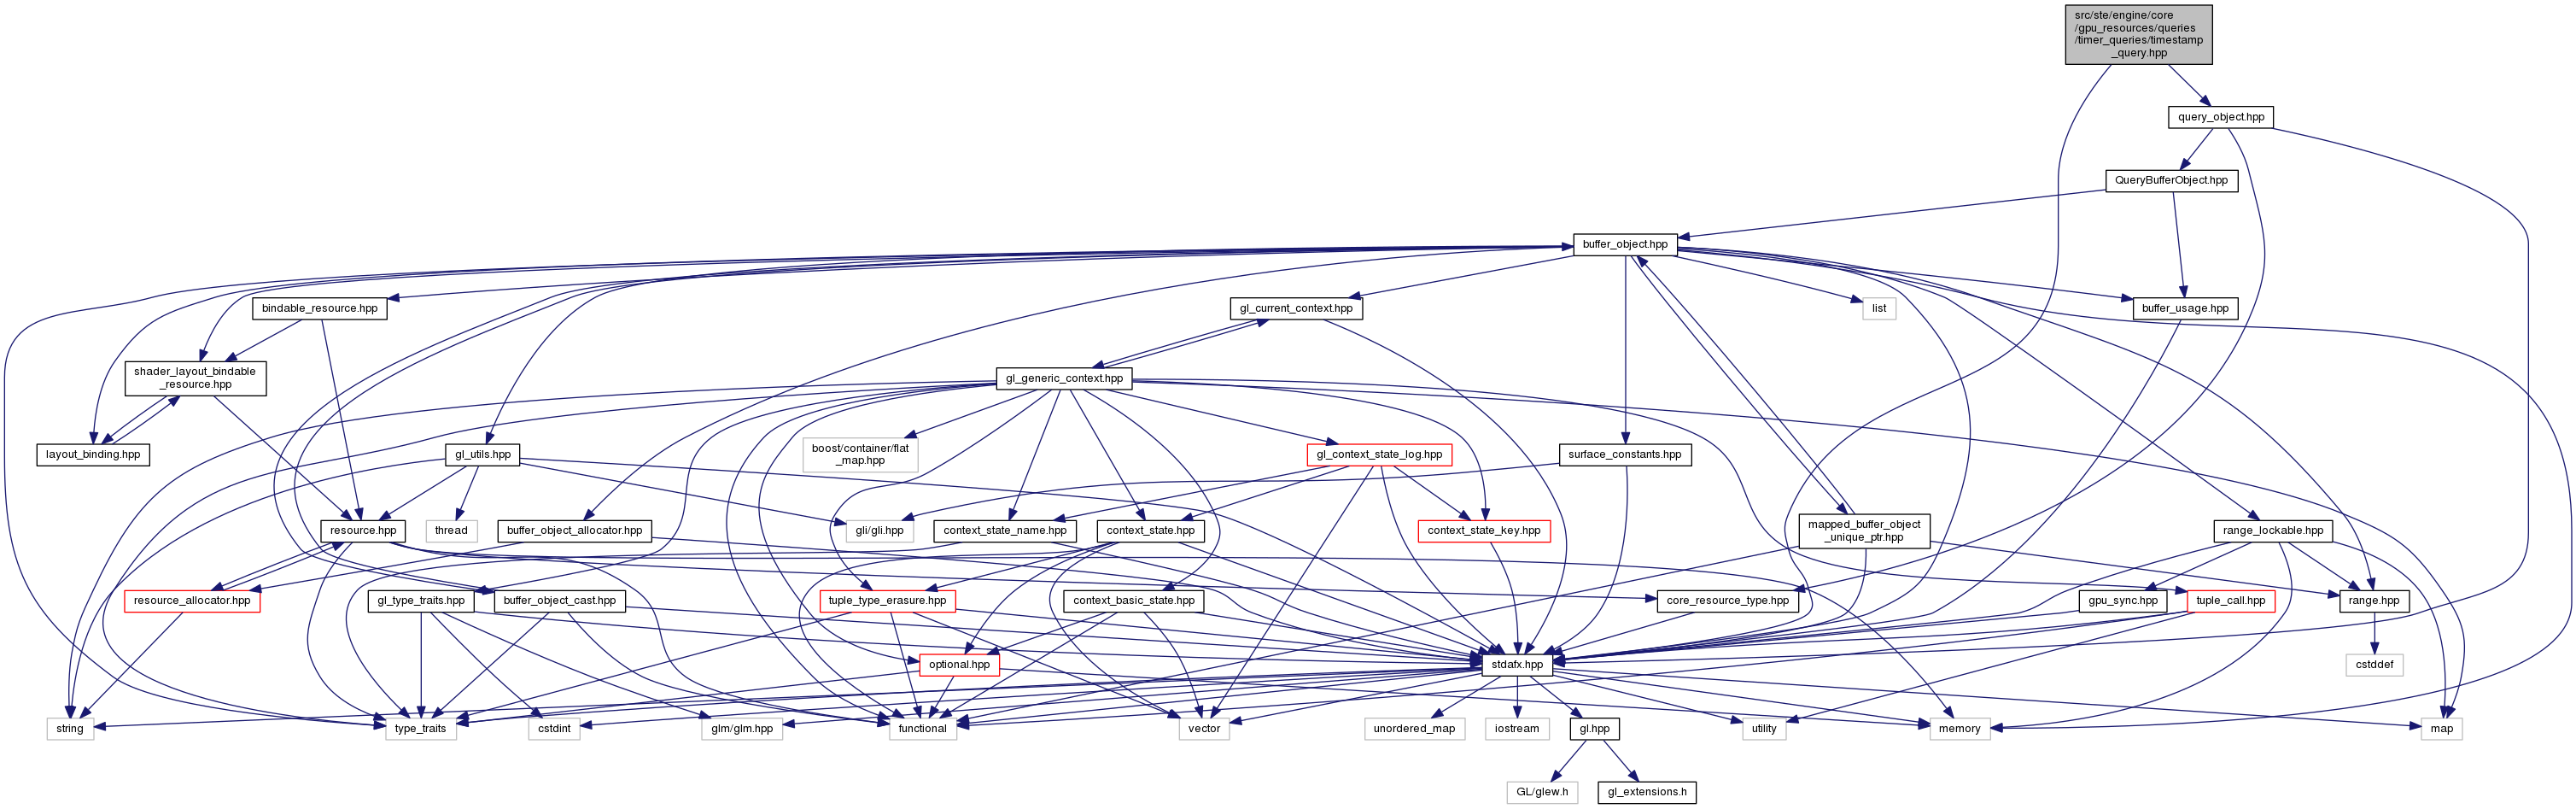 src/ste/engine/core
/gpu_resources/queries
/timer_queries/timestamp
_query.hpp
query_object.hpp
QueryBufferObject.hpp
buffer_object.hpp
bindable_resource.hpp
gl_current_context.hpp
list
buffer_usage.hpp
shader_layout_bindable
_resource.hpp
gl_generic_context.hpp
layout_binding.hpp
gl_utils.hpp
boost/container/flat
_map.hpp
gl_context_state_log.hpp
surface_constants.hpp
resource.hpp
thread
buffer_object_allocator.hpp
gli/gli.hpp
context_state_name.hpp
context_state.hpp
context_state_key.hpp
mapped_buffer_object
_unique_ptr.hpp
range_lockable.hpp
resource_allocator.hpp
gl_type_traits.hpp
buffer_object_cast.hpp
tuple_type_erasure.hpp
context_basic_state.hpp
core_resource_type.hpp
gpu_sync.hpp
tuple_call.hpp
range.hpp
optional.hpp
stdafx.hpp
cstddef
string
type_traits
cstdint
glm/glm.hpp
functional
vector
unordered_map
iostream
gl.hpp
utility
memory
map
GL/glew.h
gl_extensions.h